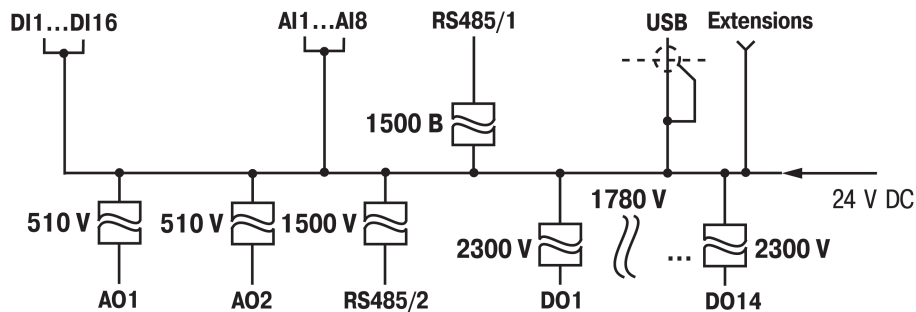 DI1...DI16
AI1...AI8
RS485/1
USB
Extensions
1500 B
1780 V
24 V DC
510 V
510 V
1500 V
2300 V
...
2300 V
AO1
AO2
RS485/2
DO1
DO14